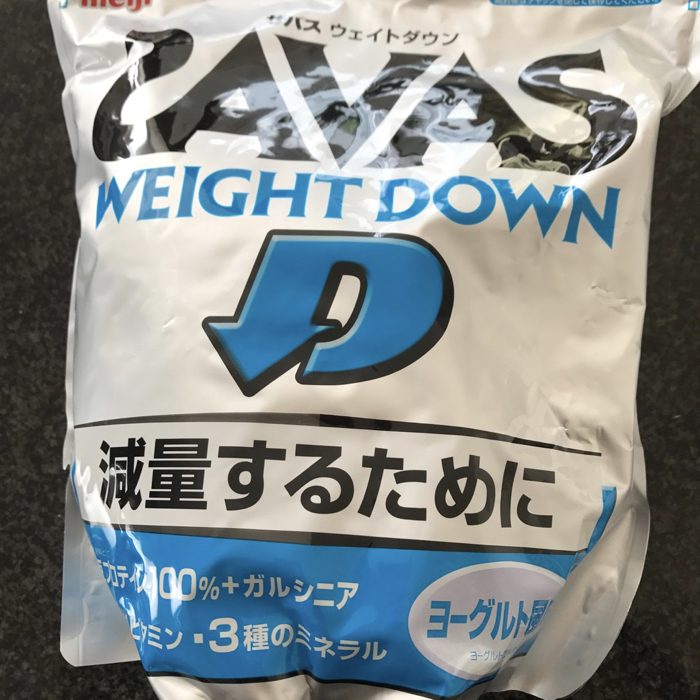 meiji
ザバス ウェイトダウン
SAVAS
WEIGHT DOWN
D
減量するために
プロテイン100%+ガルシニア
ビタミン・3種のミネラル
ヨーグルト風